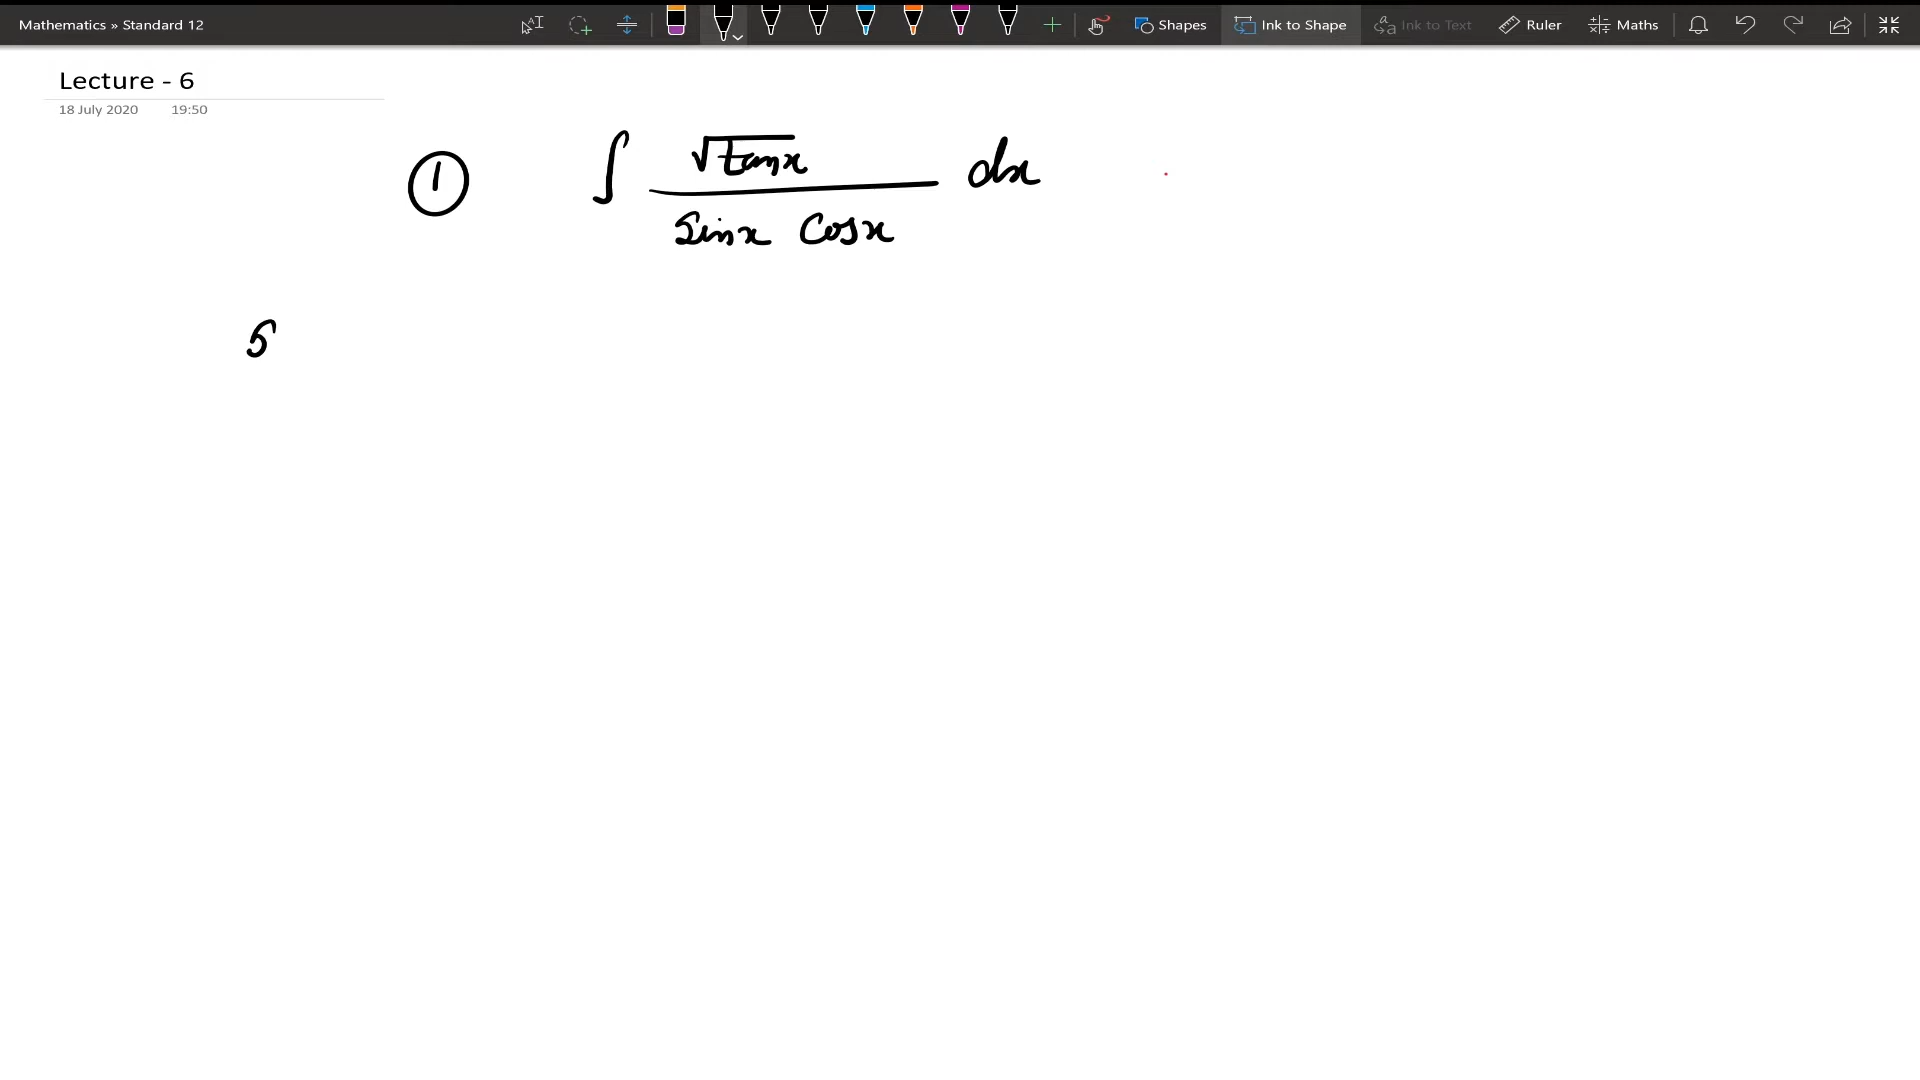 Mathematics » Standard 12
Shapes Ink to Shape Ink to Text Ruler Maths
Lecture - 6
18 July 2020 19:50
① ∫ √tanx / Sinx Cosx dx
S